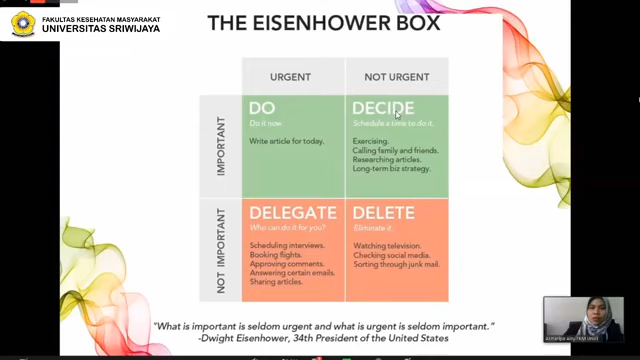 FAKULTAS KESEHATAN MASYARAKAT
UNIVERSITAS SRIWIJAYA
THE EISENHOWER BOX
URGENT
NOT URGENT
IMPORTANT
DO
Do it now.
Write article for today.
DECIDE
Schedule a time to do it.
Exercising.
Calling family and friends.
Researching articles.
Long-term biz strategy.
NOT IMPORTANT
DELEGATE
Who can do it for you?
Scheduling interviews.
Booking flights.
Approving comments.
Answering certain emails.
Sharing articles.
DELETE
Eliminate it.
Watching television.
Checking social media.
Sorting through junk mail.
"What is important is seldom urgent and what is urgent is seldom important."
-Dwight Eisenhower, 34th President of the United States